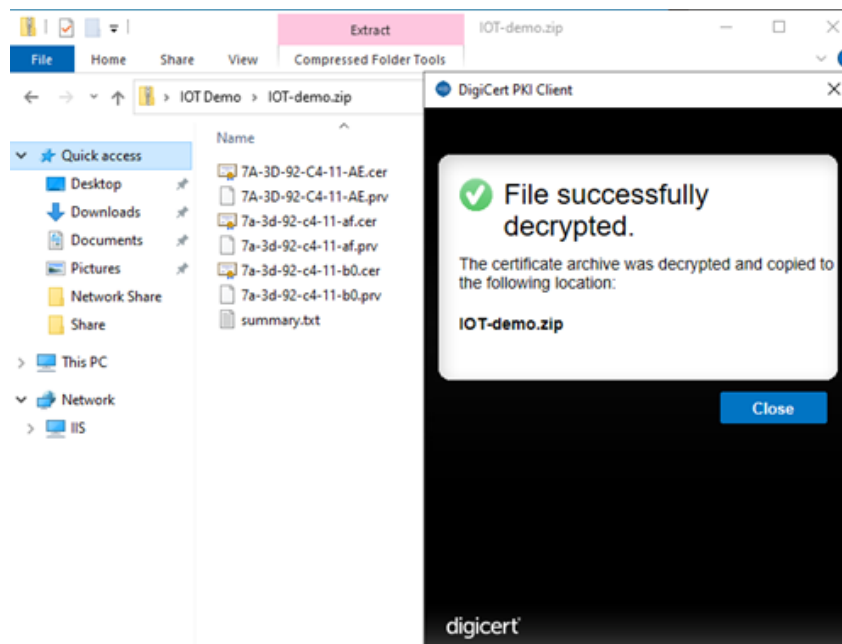 Extract
IOT-demo.zip
File
Home
Share
View
Compressed Folder Tools
IOT Demo > IOT-demo.zip
Quick access
Desktop
Downloads
Documents
Pictures
Network Share
Share
This PC
Network
IIS
Name
7A-3D-92-C4-11-AE.cer
7A-3D-92-C4-11-AE.prv
7a-3d-92-c4-11-af.cer
7a-3d-92-c4-11-af.prv
7a-3d-92-c4-11-b0.cer
7a-3d-92-c4-11-b0.prv
summary.txt
DigiCert PKI Client
File successfully
decrypted.
The certificate archive was decrypted and copied to
the following location:
IOT-demo.zip
Close
digicert